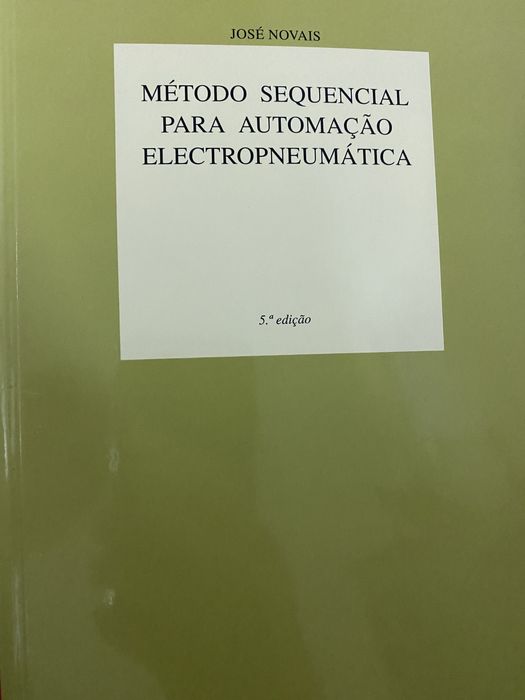 JOSÉ NOVAIS
MÉTODO SEQUENCIAL
PARA AUTOMAÇÃO
ELECTROPNEUMÁTICA
5.ª edição